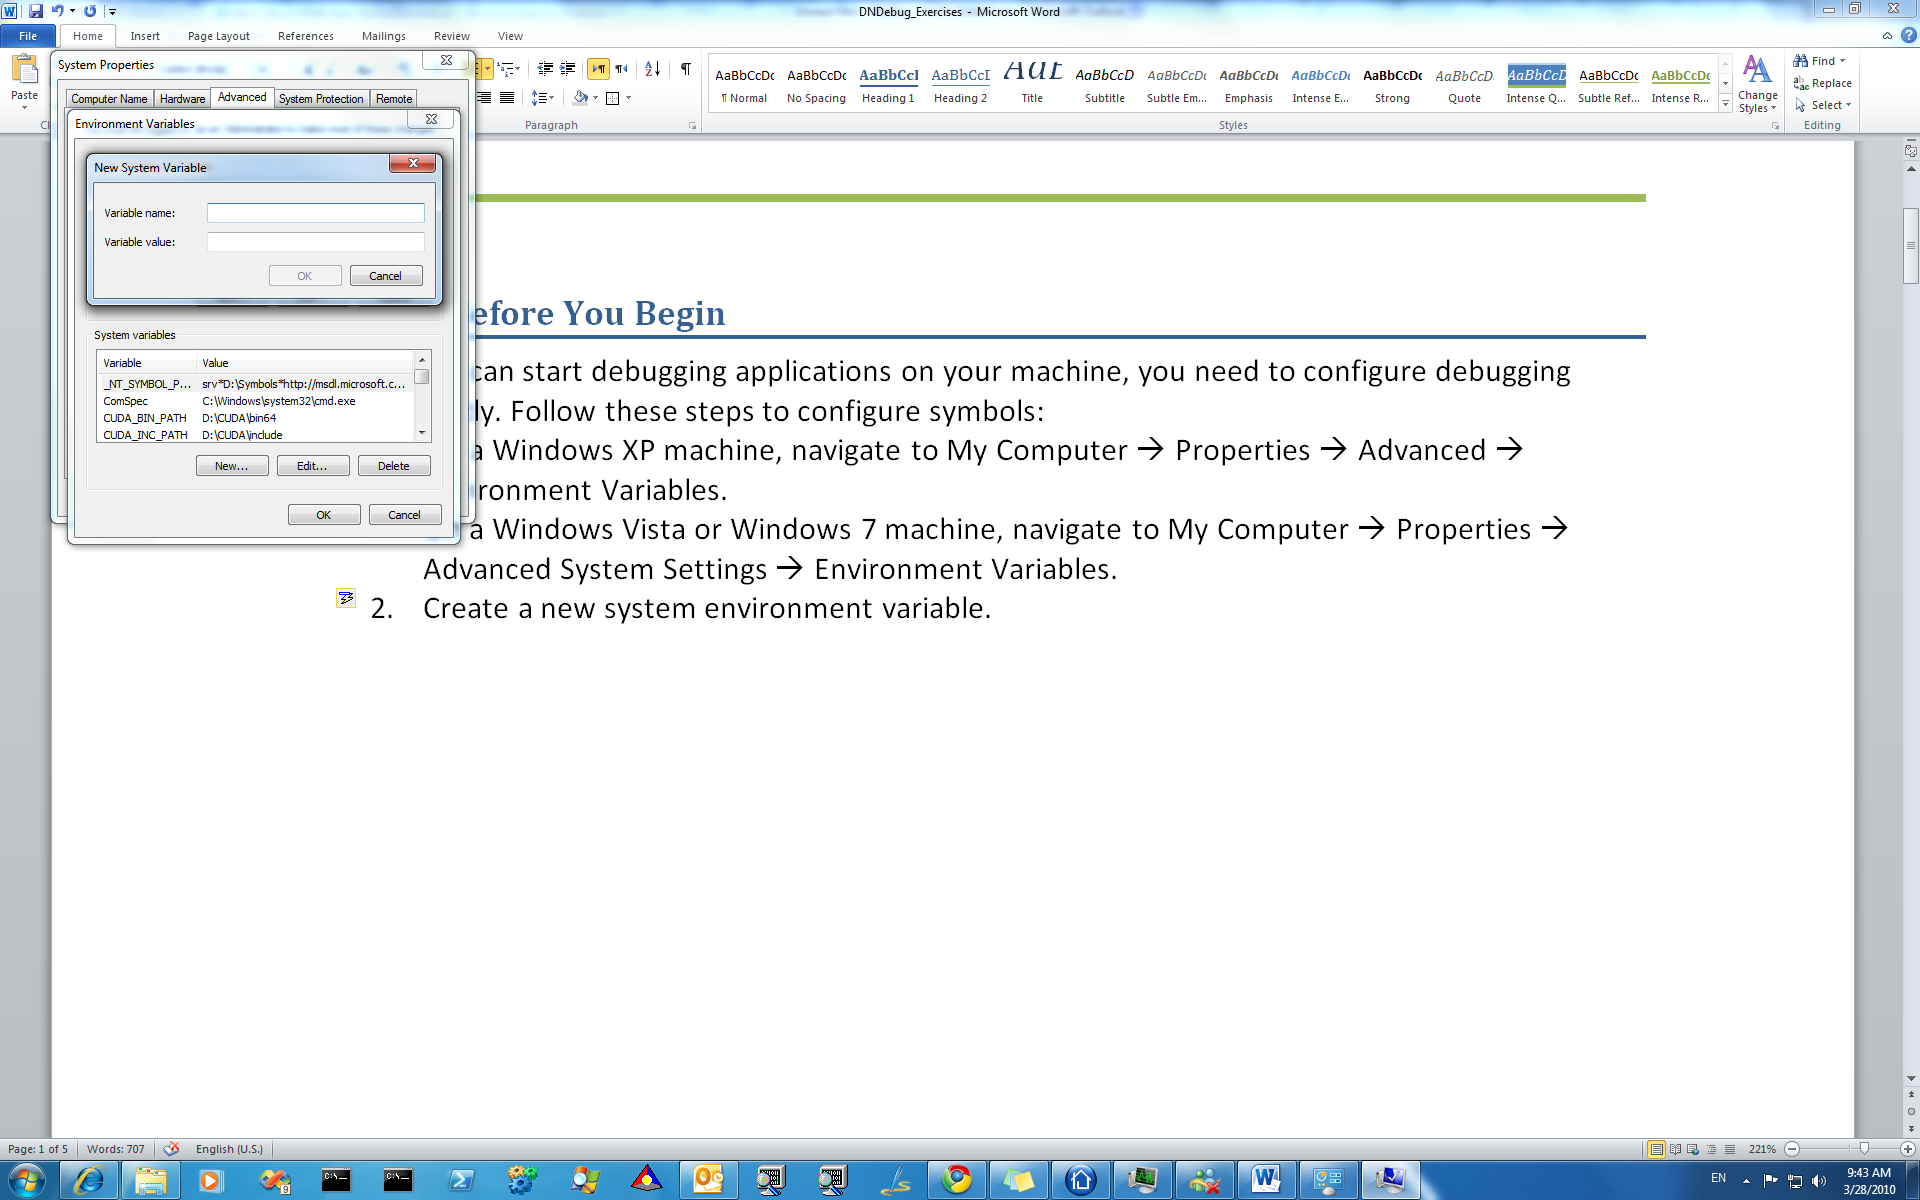 DNDebug_Exercises - Microsoft Word
File Home Insert Page Layout References Mailings Review View
Paste
Paragraph
AaBbCcDc AaBbCcDc AaBbCcI AaBbCcI AaE AaBbCcD AaBbCcDc AaBbCcDc AaBbCcDc AaBbCcDc AaBbCcD AaBbCcD AaBbCcDc AaBbCcDc
¶ Normal No Spacing Heading 1 Heading 2 Title Subtitle Subtle Em... Emphasis Intense E... Strong Quote Intense Q... Subtle Ref... Intense R...
Styles
Change
Styles
Find
Replace
Select
Editing
System Properties
Computer Name Hardware Advanced System Protection Remote
Environment Variables
New System Variable
Variable name:
Variable value:
OK Cancel
System variables
Variable Value
_NT_SYMBOL_P... srv*D:\Symbols*http://msdl.microsoft.c...
ComSpec C:\Windows\system32\cmd.exe
CUDA_BIN_PATH D:\CUDA\bin64
CUDA_INC_PATH D:\CUDA\include
New... Edit... Delete
OK Cancel
efore You Begin
can start debugging applications on your machine, you need to configure debugging
ly. Follow these steps to configure symbols:
a Windows XP machine, navigate to My Computer → Properties → Advanced →
ronment Variables.
a Windows Vista or Windows 7 machine, navigate to My Computer → Properties →
Advanced System Settings → Environment Variables.
2. Create a new system environment variable.
Page: 1 of 5 Words: 707 English (U.S.) 221%
EN 9:43 AM
3/28/2010